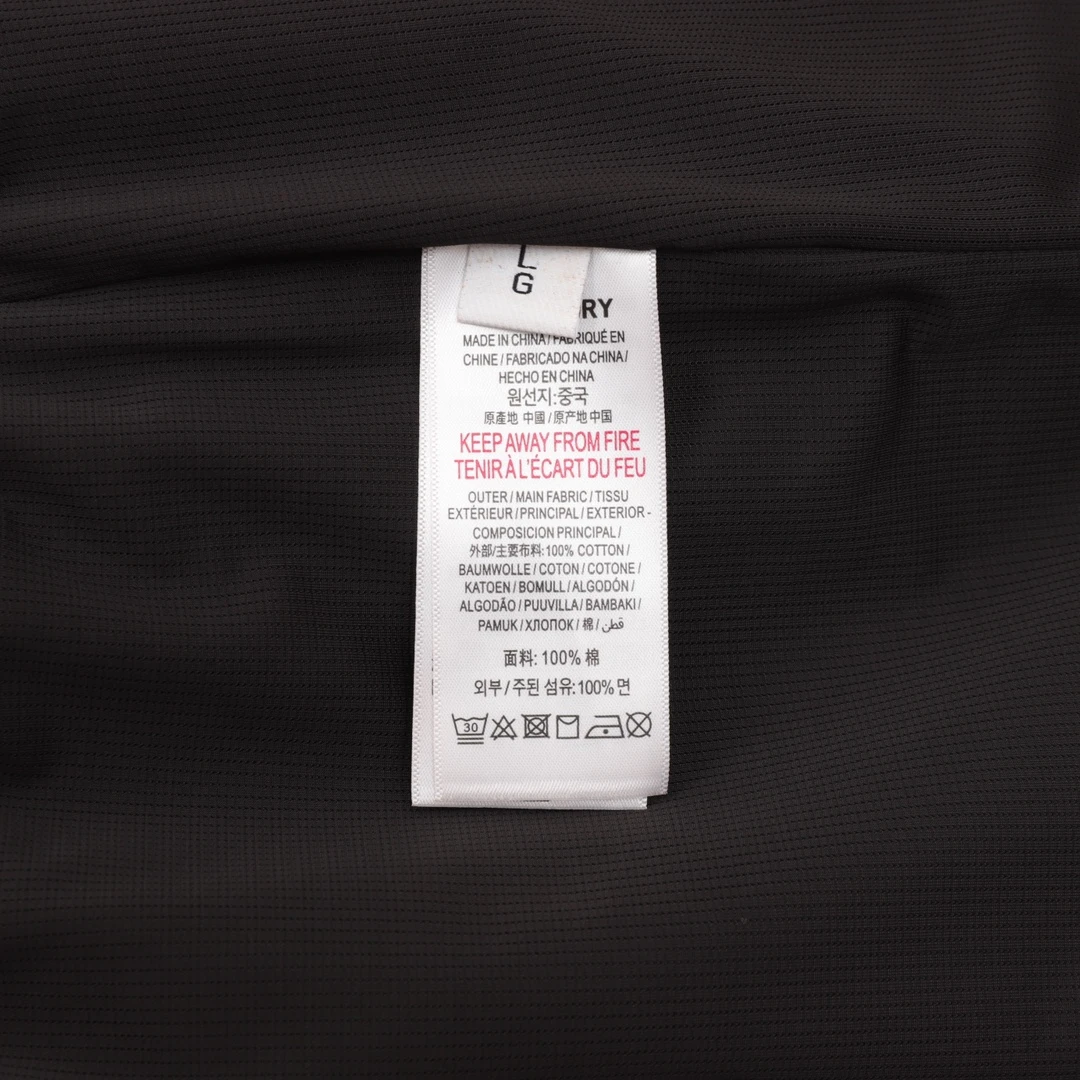 L
G
RY
MADE IN CHINA / FABRIQUÉ EN
CHINE / FABRICADO NA CHINA /
HECHO EN CHINA
원선지:중국
原產地 中國 / 原产地 中国
KEEP AWAY FROM FIRE
TENIR À L'ÉCART DU FEU
OUTER / MAIN FABRIC / TISSU
EXTÉRIEUR / PRINCIPAL / EXTERIOR -
COMPOSICION PRINCIPAL /
外部/主要布料:100% COTTON /
BAUMWOLLE / COTON / COTONE /
KATOEN / BOMULL / ALGODÓN /
ALGODÃO / PUUVILLA / BAMBAKI /
PAMUK / ХЛОПОК / 棉 / قطن
面料: 100% 棉
외부 / 주된 섬유: 100% 면
30